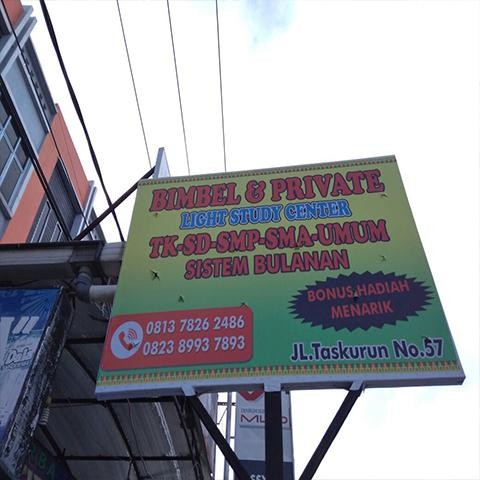 BIMBEL & PRIVATE
LIGHT STUDY CENTER
TK-SD-SMP-SMA-UMUM
SISTEM BULANAN
BONUS HADIAH
MENARIK
0813 7826 2486
0823 8993 7893
JL.Taskurun No.57